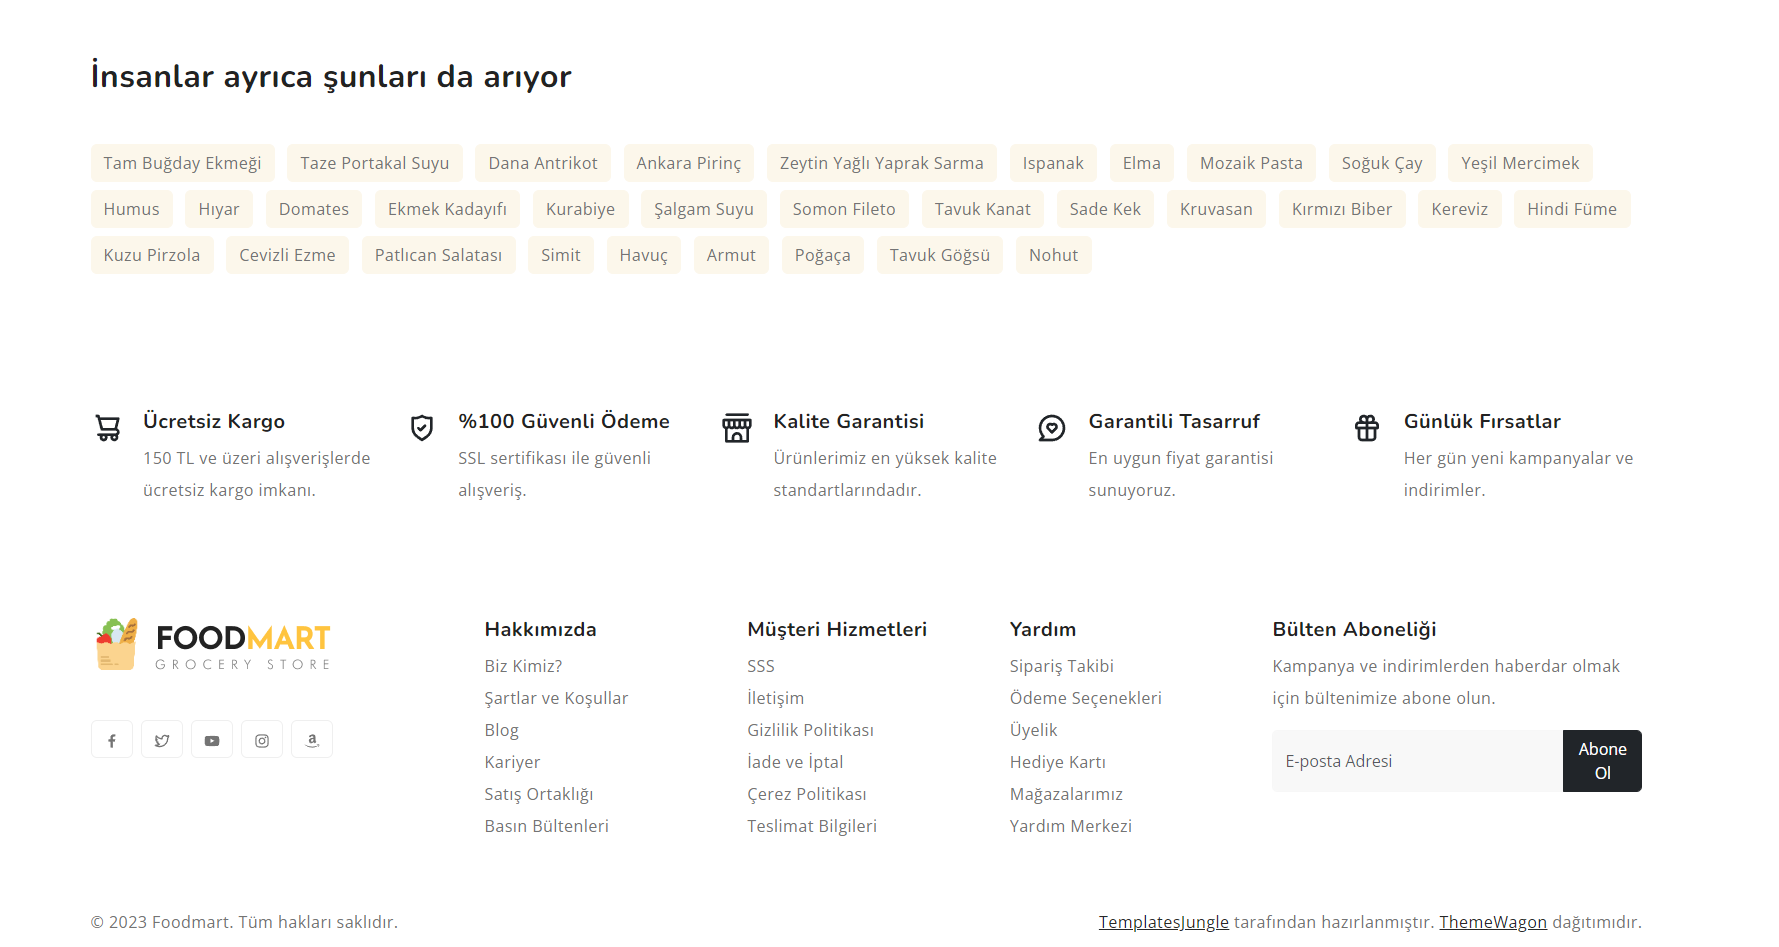 İnsanlar ayrıca şunları da arıyor
Tam Buğday Ekmeği Taze Portakal Suyu Dana Antrikot Ankara Pirinç Zeytin Yağlı Yaprak Sarma Ispanak Elma Mozaik Pasta Soğuk Çay Yeşil Mercimek
Humus Hıyar Domates Ekmek Kadayıfı Kurabiye Şalgam Suyu Somon Fileto Tavuk Kanat Sade Kek Kruvasan Kırmızı Biber Kereviz Hindi Füme
Kuzu Pirzola Cevizli Ezme Patlıcan Salatası Simit Havuç Armut Poğaça Tavuk Göğsü Nohut
Ücretsiz Kargo
150 TL ve üzeri alışverişlerde
ücretsiz kargo imkanı.
%100 Güvenli Ödeme
SSL sertifikası ile güvenli
alışveriş.
Kalite Garantisi
Ürünlerimiz en yüksek kalite
standartlarındadır.
Garantili Tasarruf
En uygun fiyat garantisi
sunuyoruz.
Günlük Fırsatlar
Her gün yeni kampanyalar ve
indirimler.
FOODMART
GROCERY STORE
Hakkımızda
Biz Kimiz?
Şartlar ve Koşullar
Blog
Kariyer
Satış Ortaklığı
Basın Bültenleri
Müşteri Hizmetleri
SSS
İletişim
Gizlilik Politikası
İade ve İptal
Çerez Politikası
Teslimat Bilgileri
Yardım
Sipariş Takibi
Ödeme Seçenekleri
Üyelik
Hediye Kartı
Mağazalarımız
Yardım Merkezi
Bülten Aboneliği
Kampanya ve indirimlerden haberdar olmak
için bültenimize abone olun.
E-posta Adresi
Abone
Ol
© 2023 Foodmart. Tüm hakları saklıdır.
TemplatesJungle tarafından hazırlanmıştır. ThemeWagon dağıtımıdır.